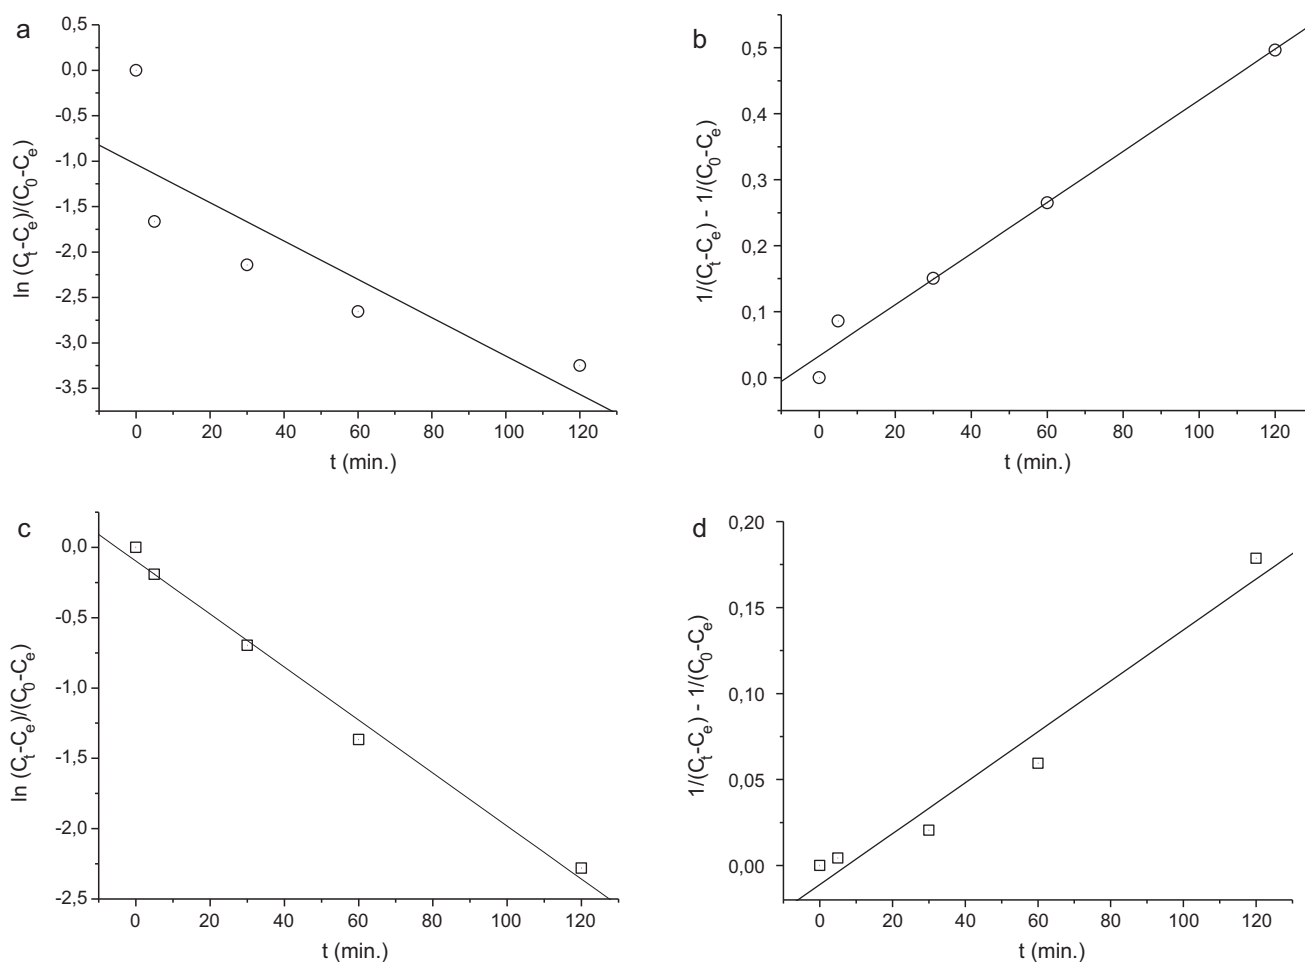 a
0,5
0,0
-0,5
-1,0
-1,5
-2,0
-2,5
-3,0
-3,5
ln (Ct-Ce)/(C0-Ce)
0 20 40 60 80 100 120
t (min.)
b
0,5
0,4
0,3
0,2
0,1
0,0
1/(Ct-Ce) - 1/(C0-Ce)
0 20 40 60 80 100 120
t (min.)
c
0,0
-0,5
-1,0
-1,5
-2,0
-2,5
ln (Ct-Ce)/(C0-Ce)
0 20 40 60 80 100 120
t (min.)
d
0,20
0,15
0,10
0,05
0,00
1/(Ct-Ce) - 1/(C0-Ce)
0 20 40 60 80 100 120
t (min.)